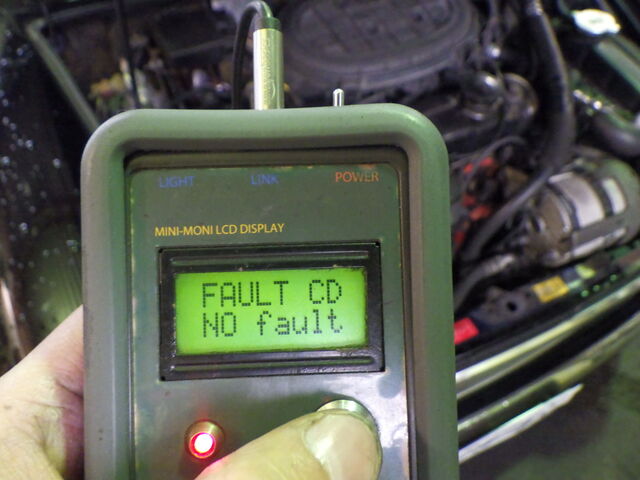 LIGHT LINK POWER
MINI-MONI LCD DISPLAY
FAULT CD
NO fault